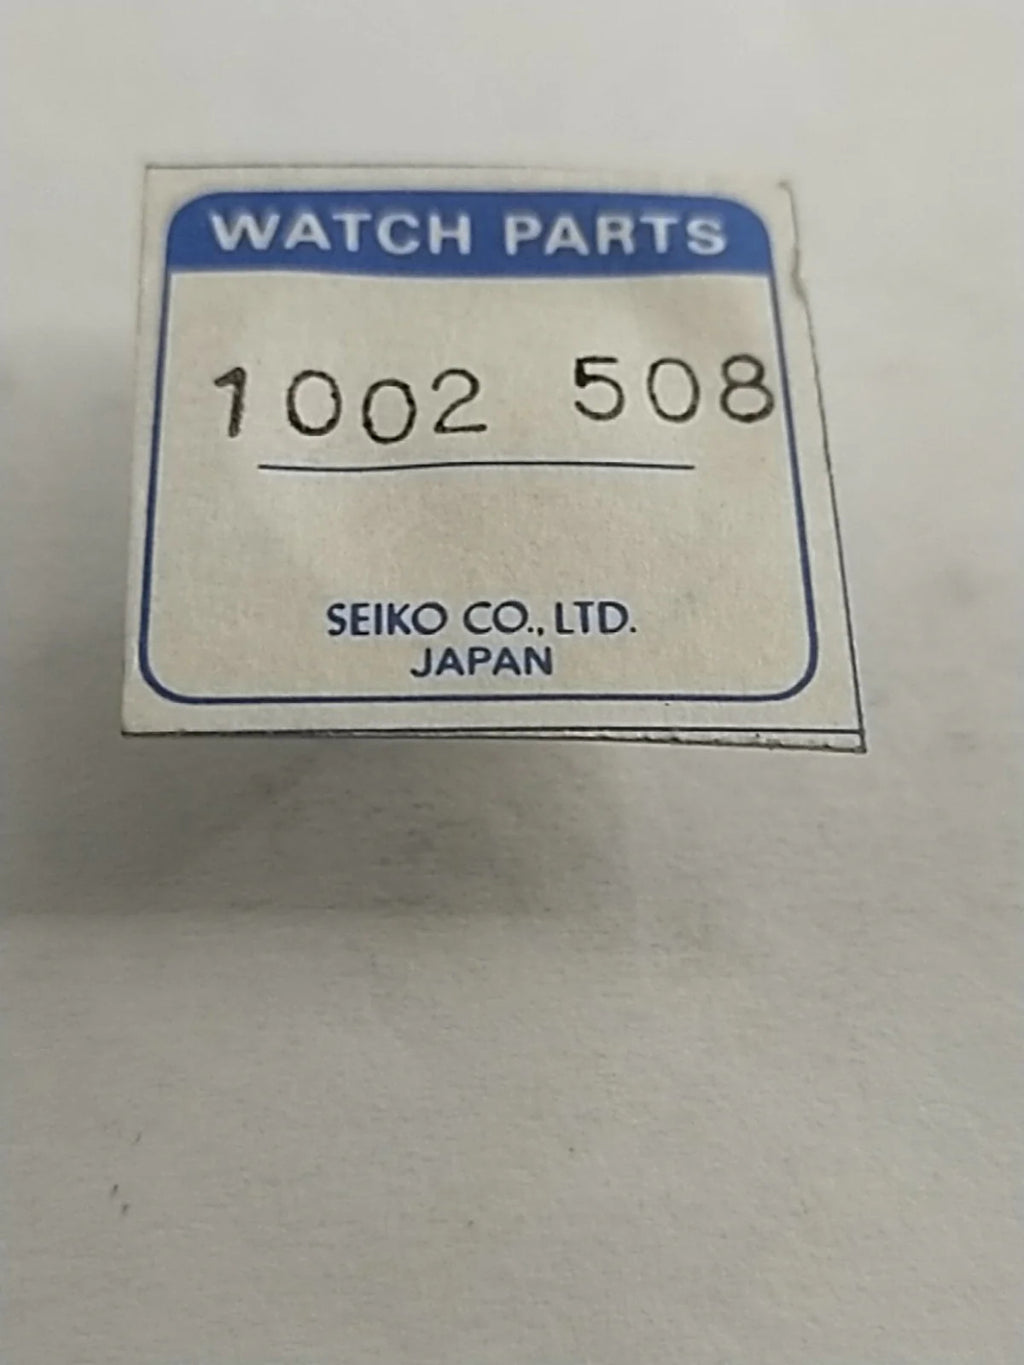 WATCH PARTS
1002 508
SEIKO CO., LTD.
JAPAN